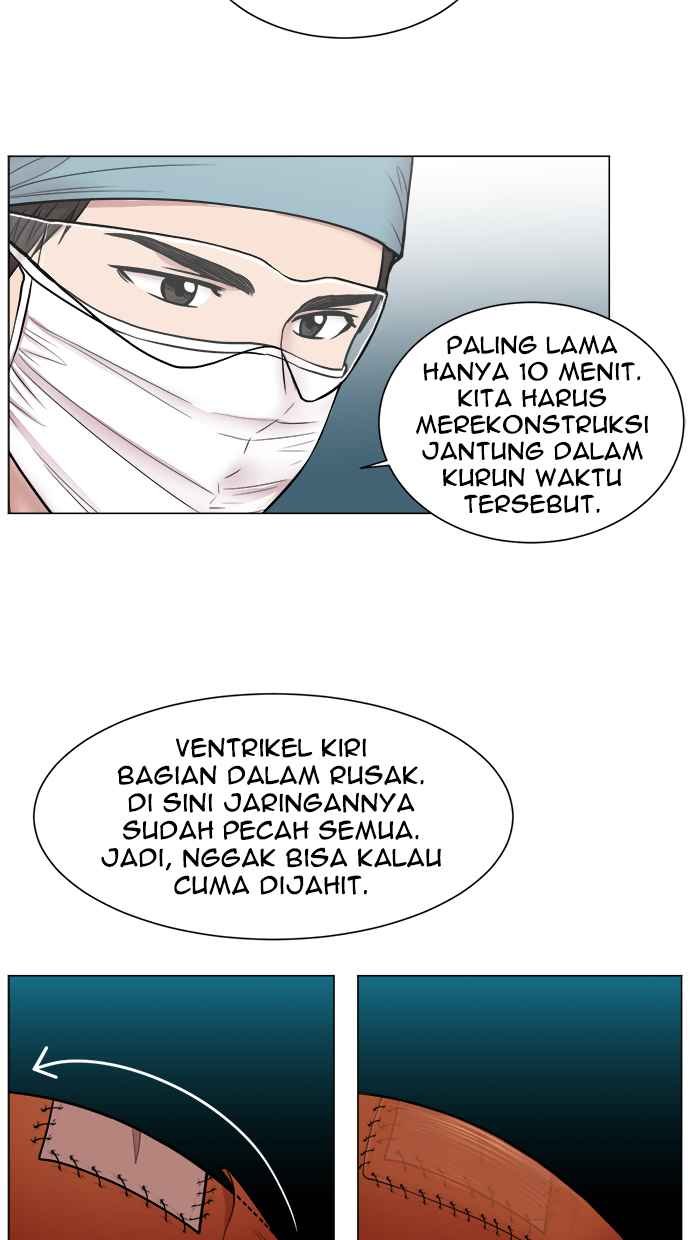 PALING LAMA
HANYA 10 MENIT.
KITA HARUS
MEREKONSTRUKSI
JANTUNG DALAM
KURUN WAKTU
TERSEBUT.
VENTRIKEL KIRI
BAGIAN DALAM RUSAK.
DI SINI JARINGANNYA
SUDAH PECAH SEMUA.
JADI, NGGAK BISA KALAU
CUMA DIJAHIT.